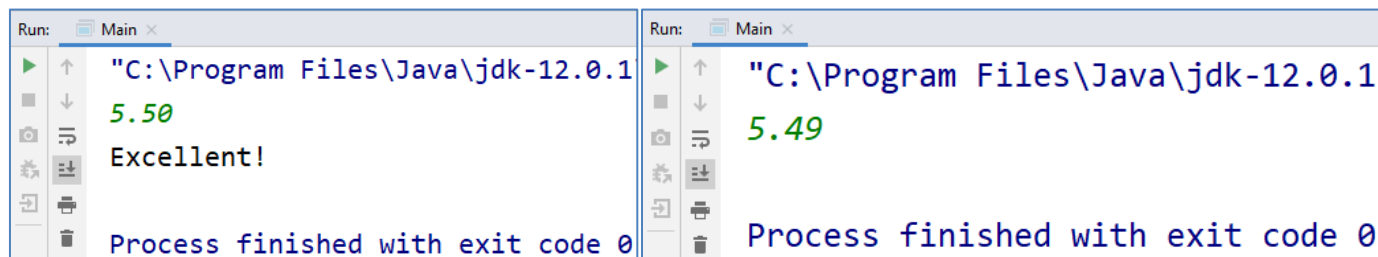 Run: Main ×
"C:\Program Files\Java\jdk-12.0.1\
5.50
Excellent!
Process finished with exit code 0
Run: Main ×
"C:\Program Files\Java\jdk-12.0.1
5.49
Process finished with exit code 0